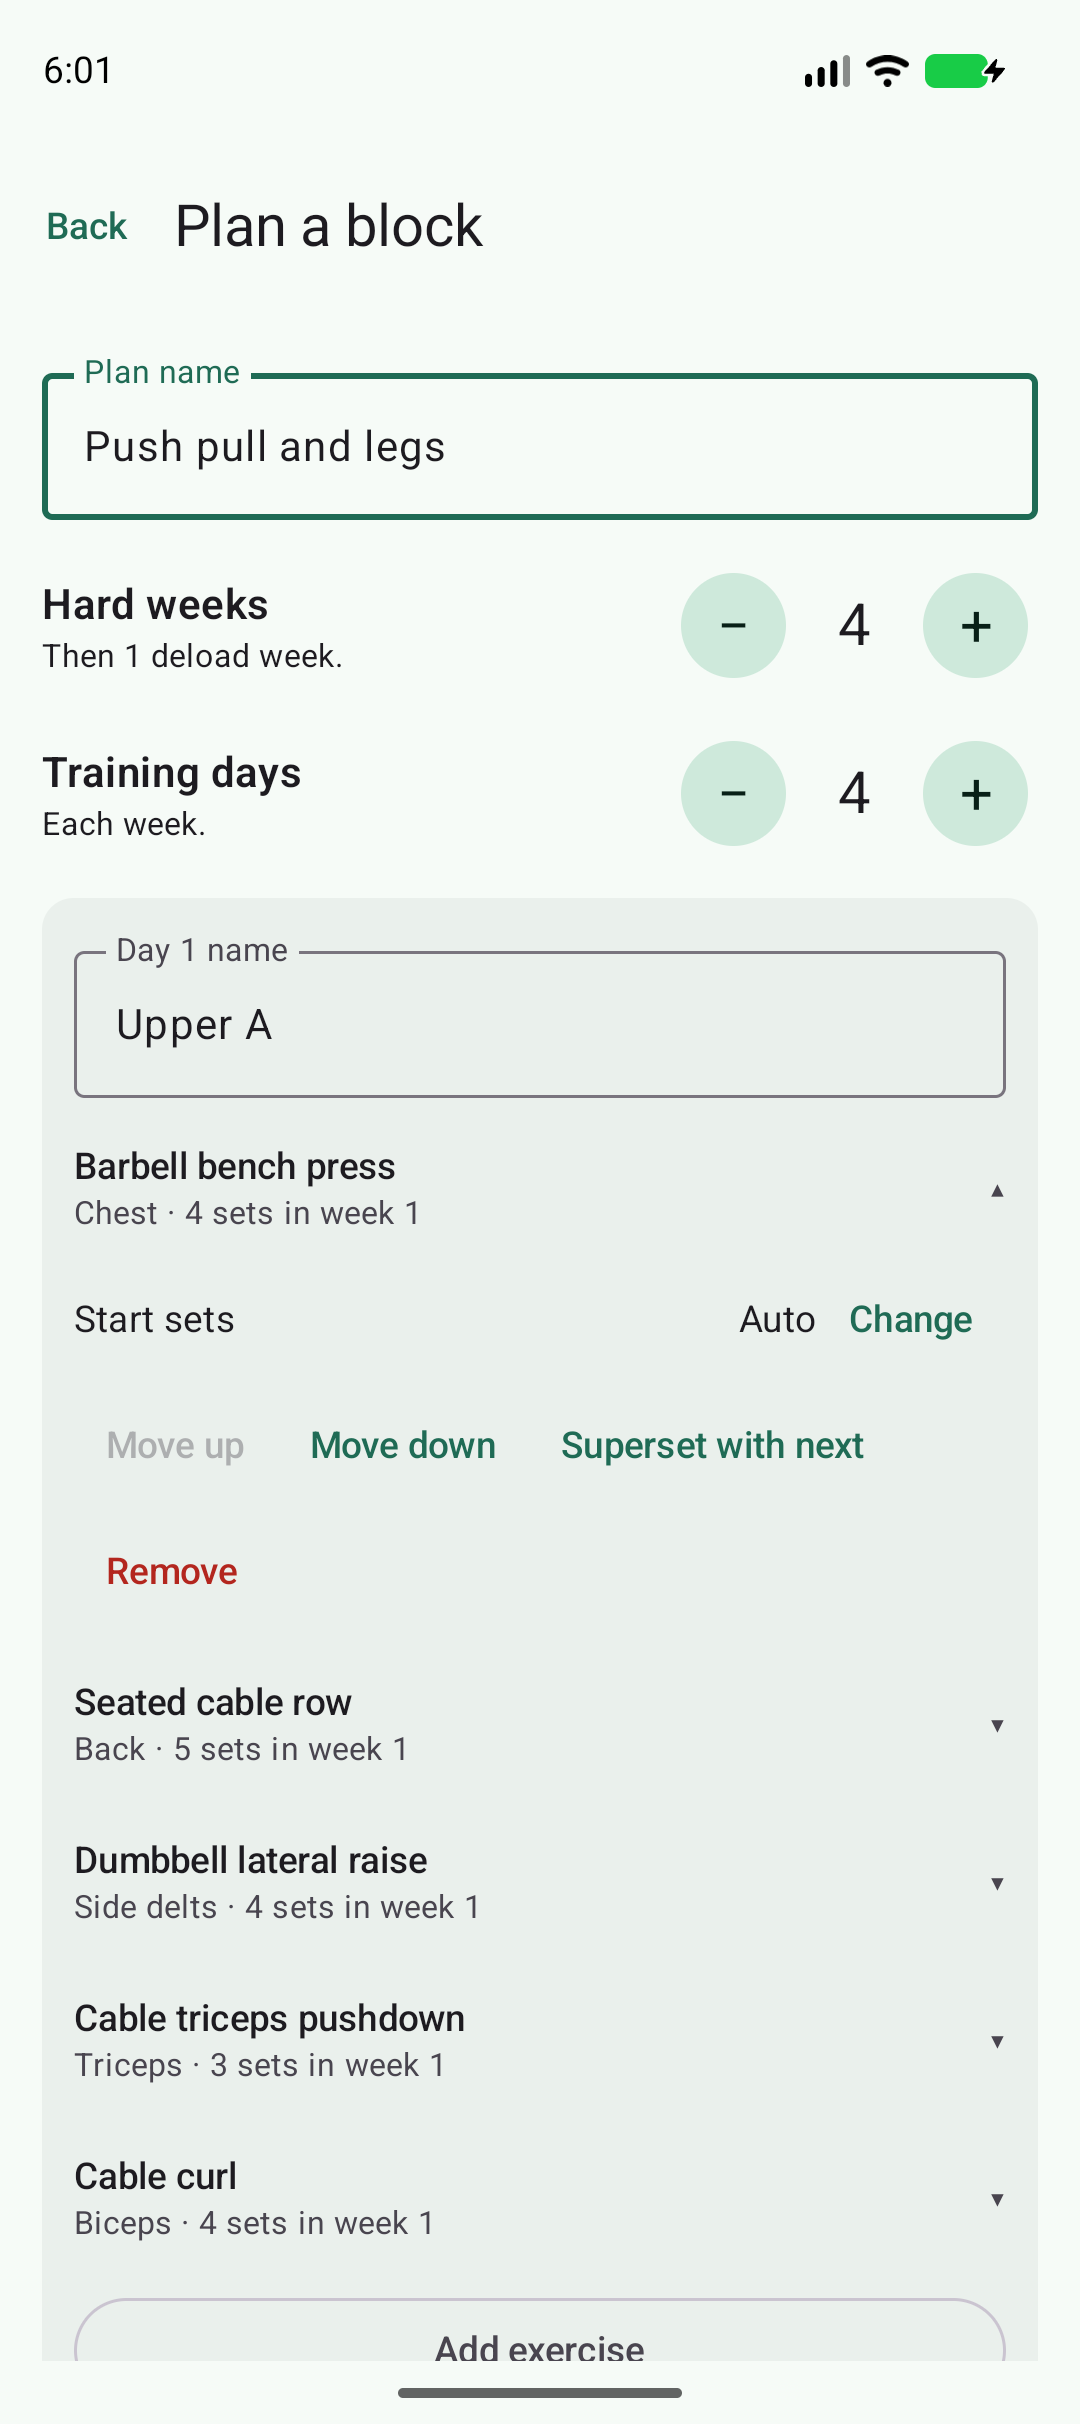 6:01
Back Plan a block
Plan name
Push pull and legs
Hard weeks
Then 1 deload week.
− 4 +
Training days
Each week.
− 4 +
Day 1 name
Upper A
Barbell bench press
Chest · 4 sets in week 1
▲
Start sets Auto Change
Move up Move down Superset with next
Remove
Seated cable row
Back · 5 sets in week 1
▼
Dumbbell lateral raise
Side delts · 4 sets in week 1
▼
Cable triceps pushdown
Triceps · 3 sets in week 1
▼
Cable curl
Biceps · 4 sets in week 1
▼
Add exercise